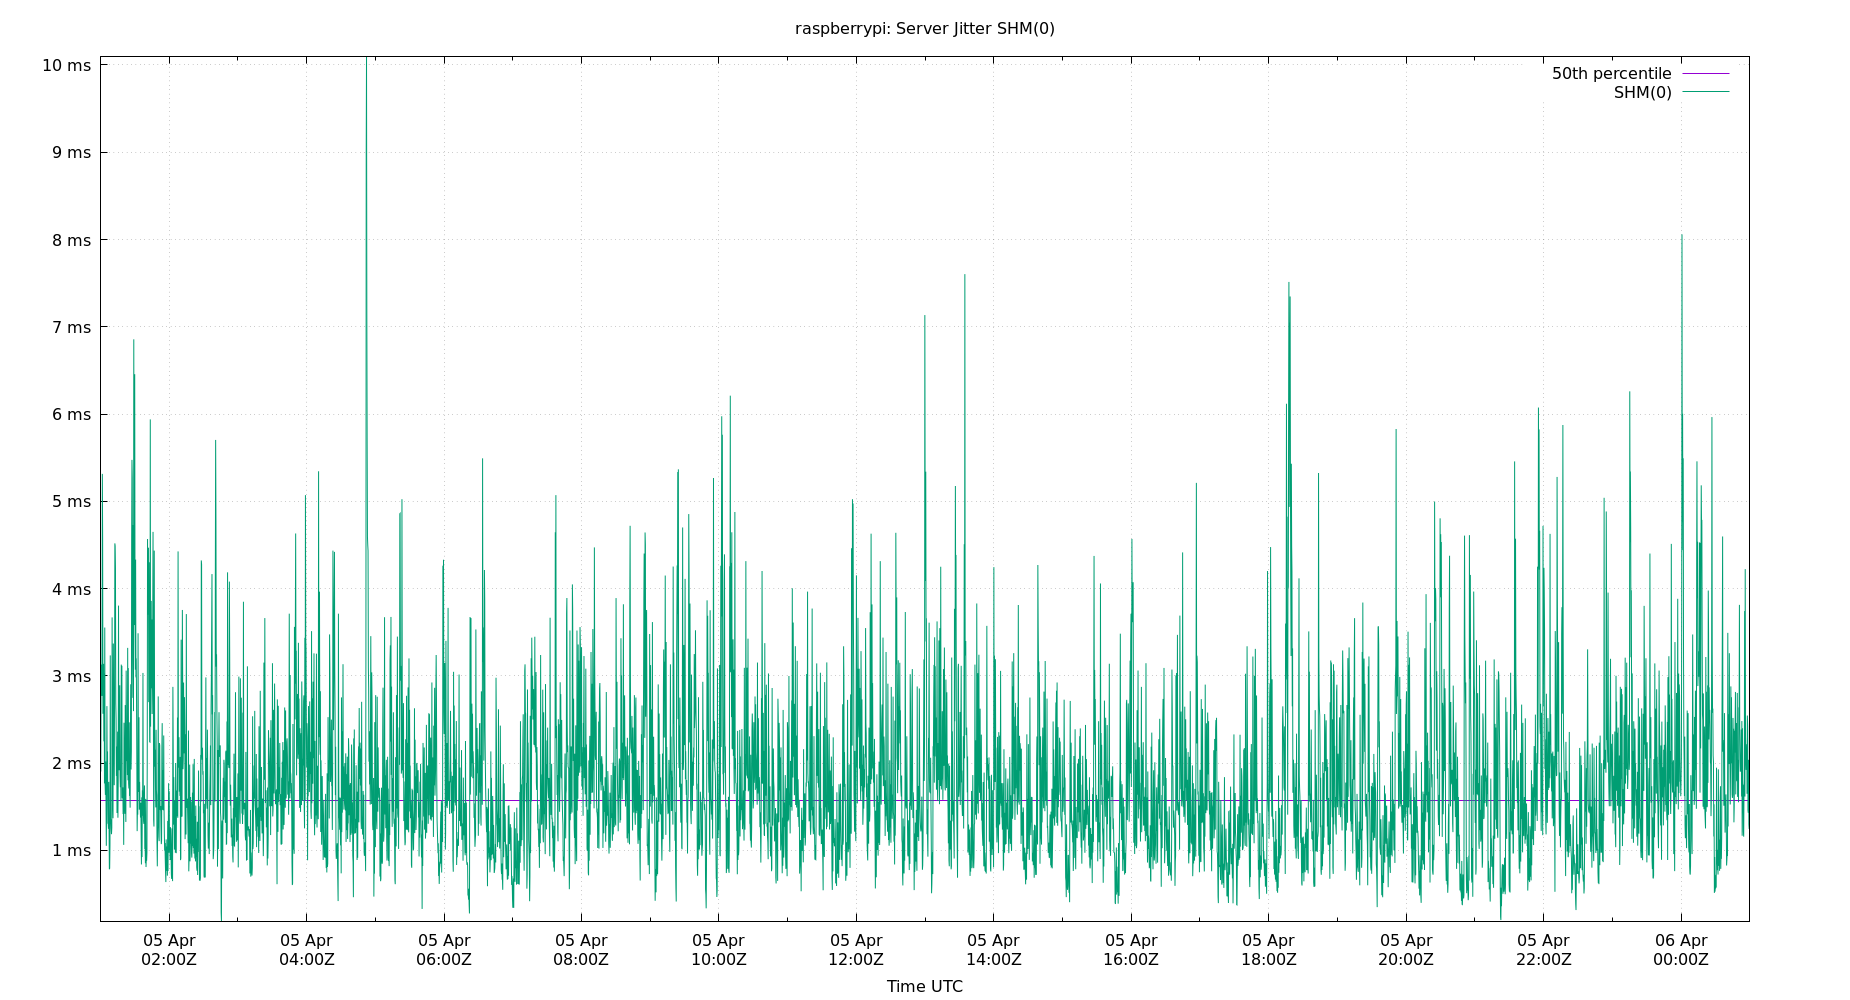 raspberrypi: Server Jitter SHM(0)
10 ms
9 ms
8 ms
7 ms
6 ms
5 ms
4 ms
3 ms
2 ms
1 ms
50th percentile
SHM(0)
05 Apr 05 Apr 05 Apr 05 Apr 05 Apr 05 Apr 05 Apr 05 Apr 05 Apr 05 Apr 05 Apr 06 Apr
02:00Z 04:00Z 06:00Z 08:00Z 10:00Z 12:00Z 14:00Z 16:00Z 18:00Z 20:00Z 22:00Z 00:00Z
Time UTC